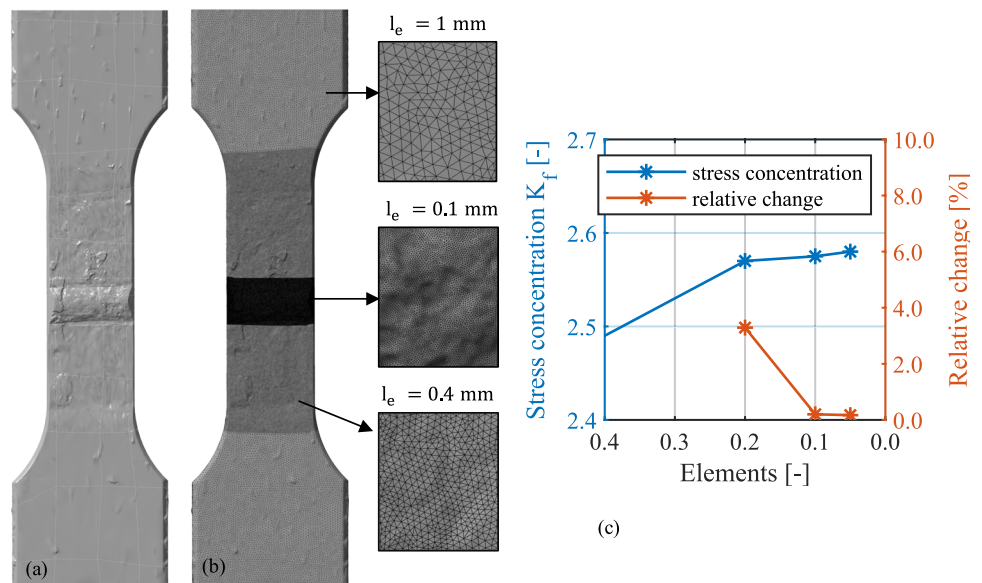 l_e = 1 mm
l_e = 0.1 mm
l_e = 0.4 mm
(a)
(b)
Stress concentration K_f [-]
2.7
2.6
2.5
2.4
stress concentration
relative change
10.0
8.0
6.0
4.0
2.0
0.0
Relative change [%]
0.4 0.3 0.2 0.1 0.0
Elements [-]
(c)